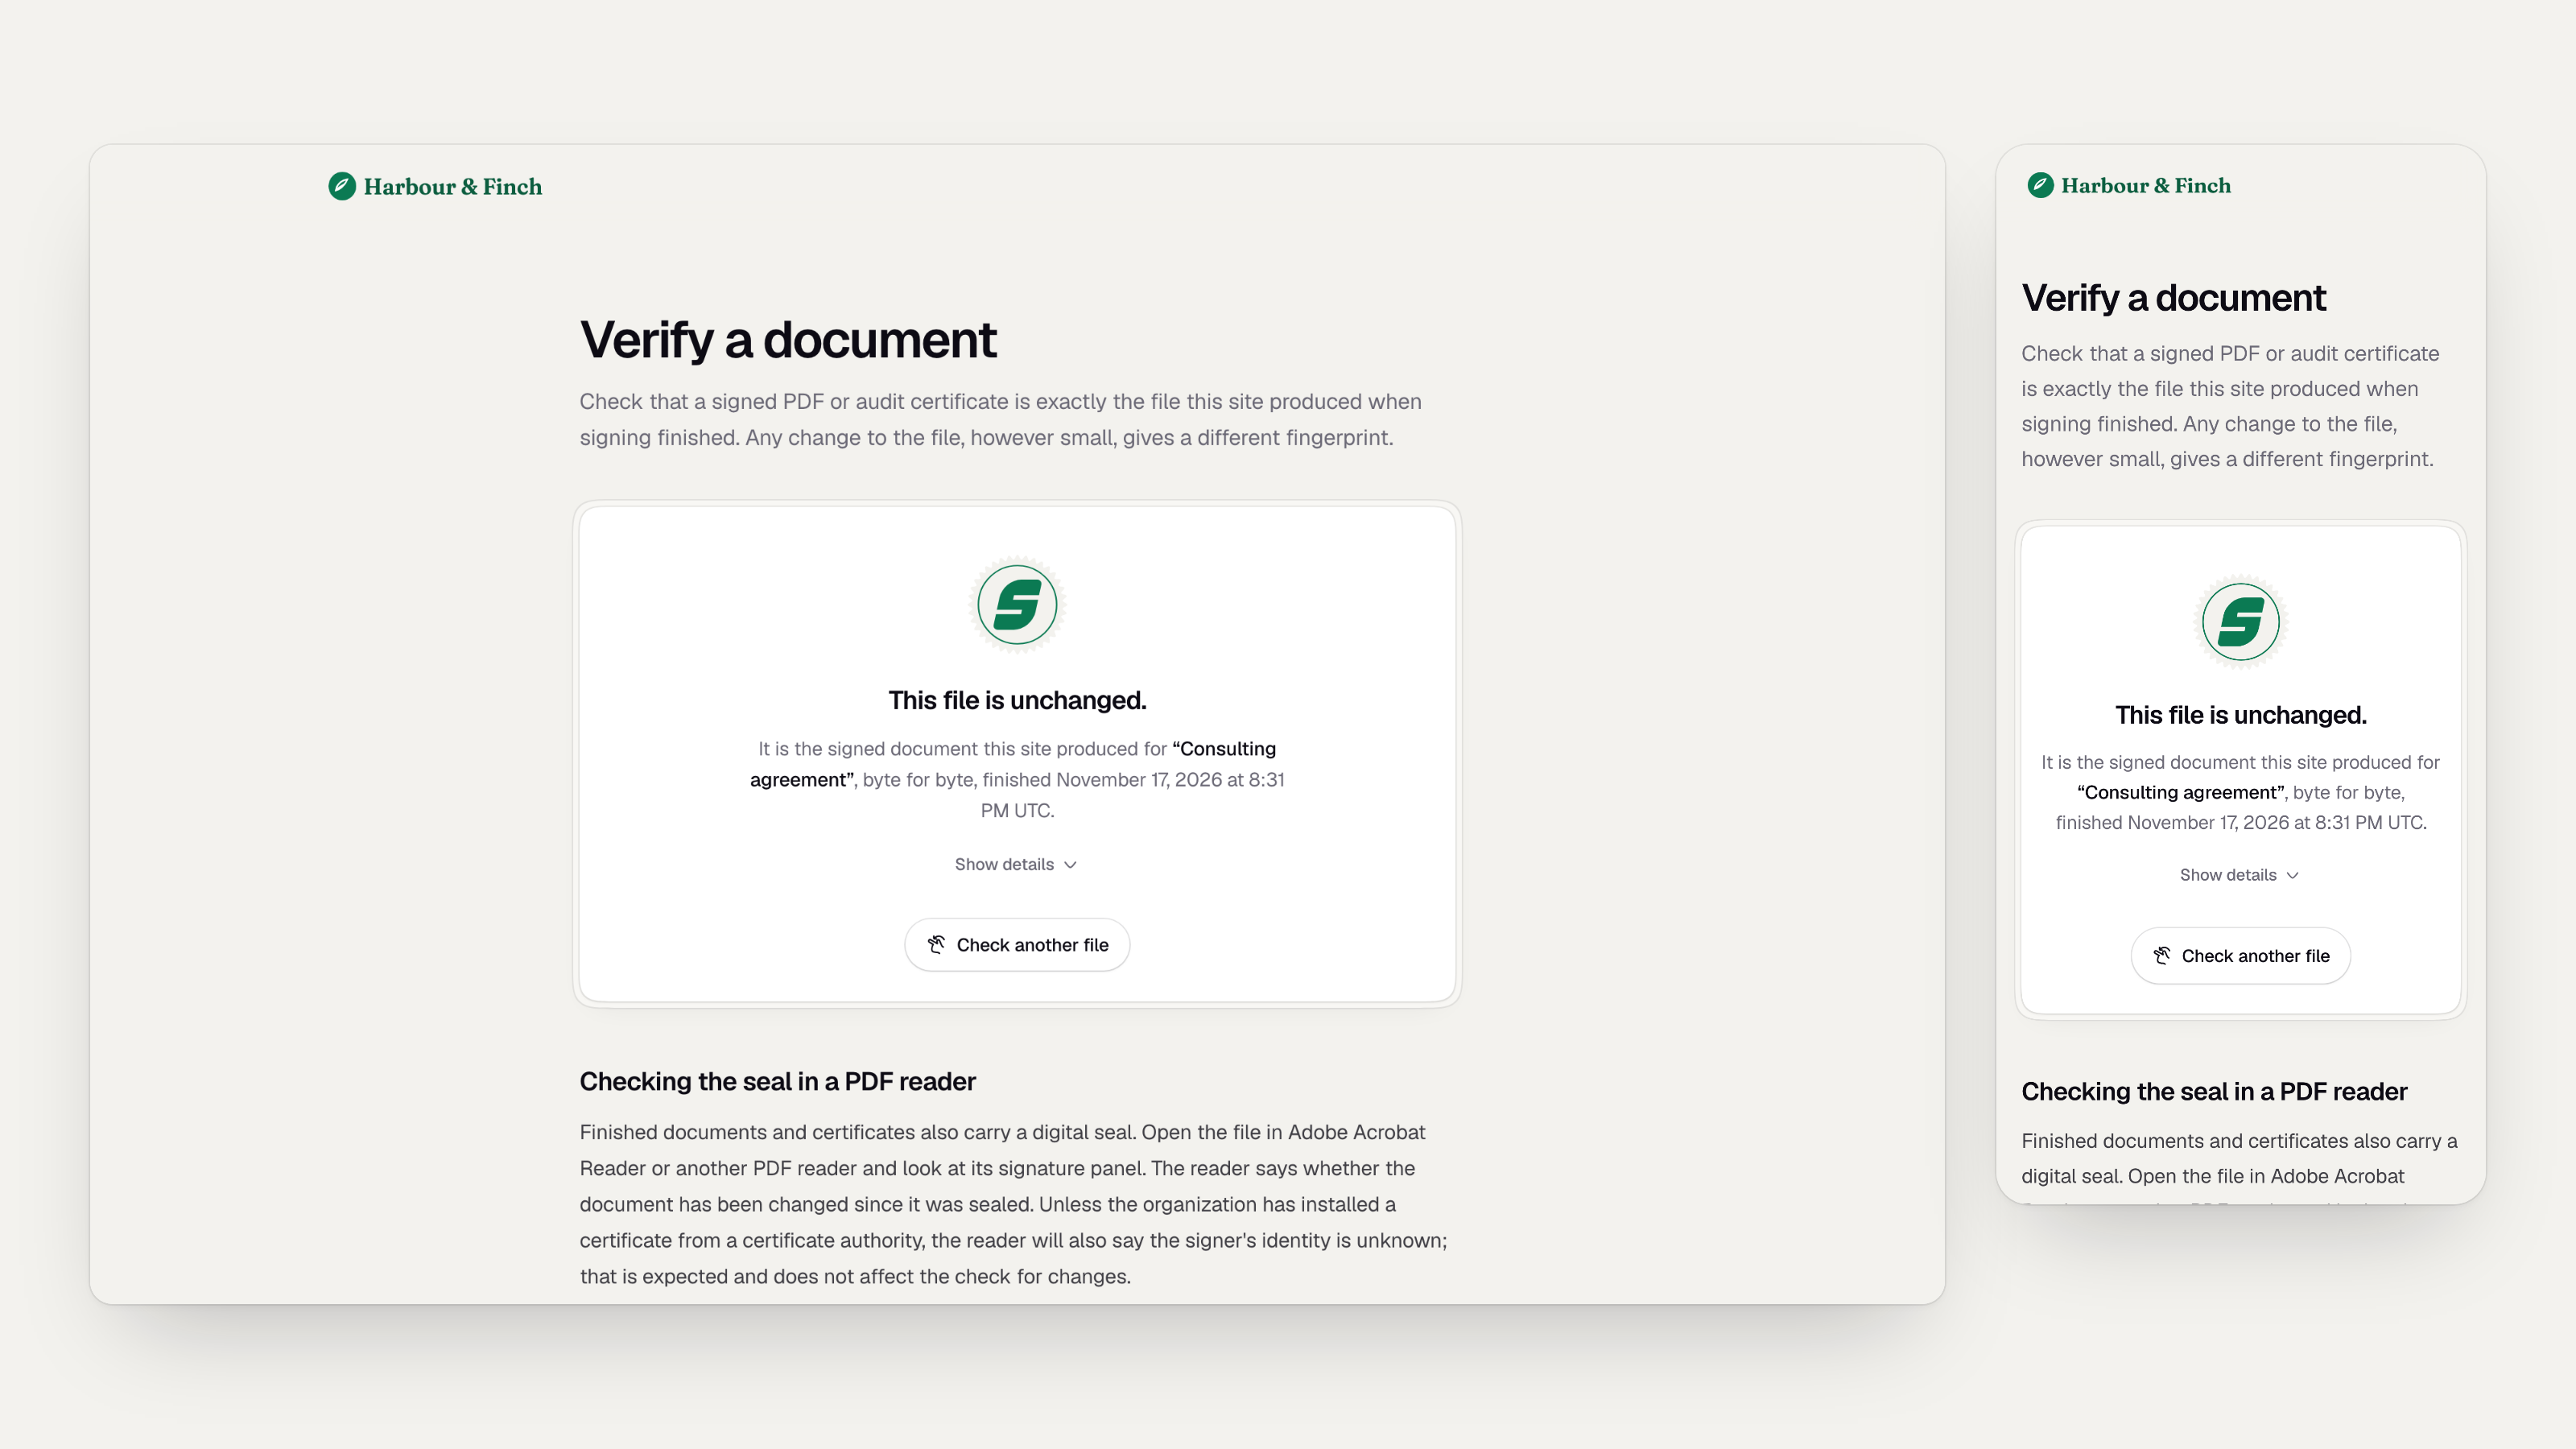 Harbour & Finch
Verify a document
Check that a signed PDF or audit certificate is exactly the file this site produced when
signing finished. Any change to the file, however small, gives a different fingerprint.
S
This file is unchanged.
It is the signed document this site produced for “Consulting
agreement”, byte for byte, finished November 17, 2026 at 8:31
PM UTC.
Show details
Check another file
Checking the seal in a PDF reader
Finished documents and certificates also carry a digital seal. Open the file in Adobe Acrobat
Reader or another PDF reader and look at its signature panel. The reader says whether the
document has been changed since it was sealed. Unless the organization has installed a
certificate from a certificate authority, the reader will also say the signer's identity is unknown;
that is expected and does not affect the check for changes.
Harbour & Finch
Verify a document
Check that a signed PDF or audit certificate
is exactly the file this site produced when
signing finished. Any change to the file,
however small, gives a different fingerprint.
S
This file is unchanged.
It is the signed document this site produced for
“Consulting agreement”, byte for byte,
finished November 17, 2026 at 8:31 PM UTC.
Show details
Check another file
Checking the seal in a PDF reader
Finished documents and certificates also carry a
digital seal. Open the file in Adobe Acrobat